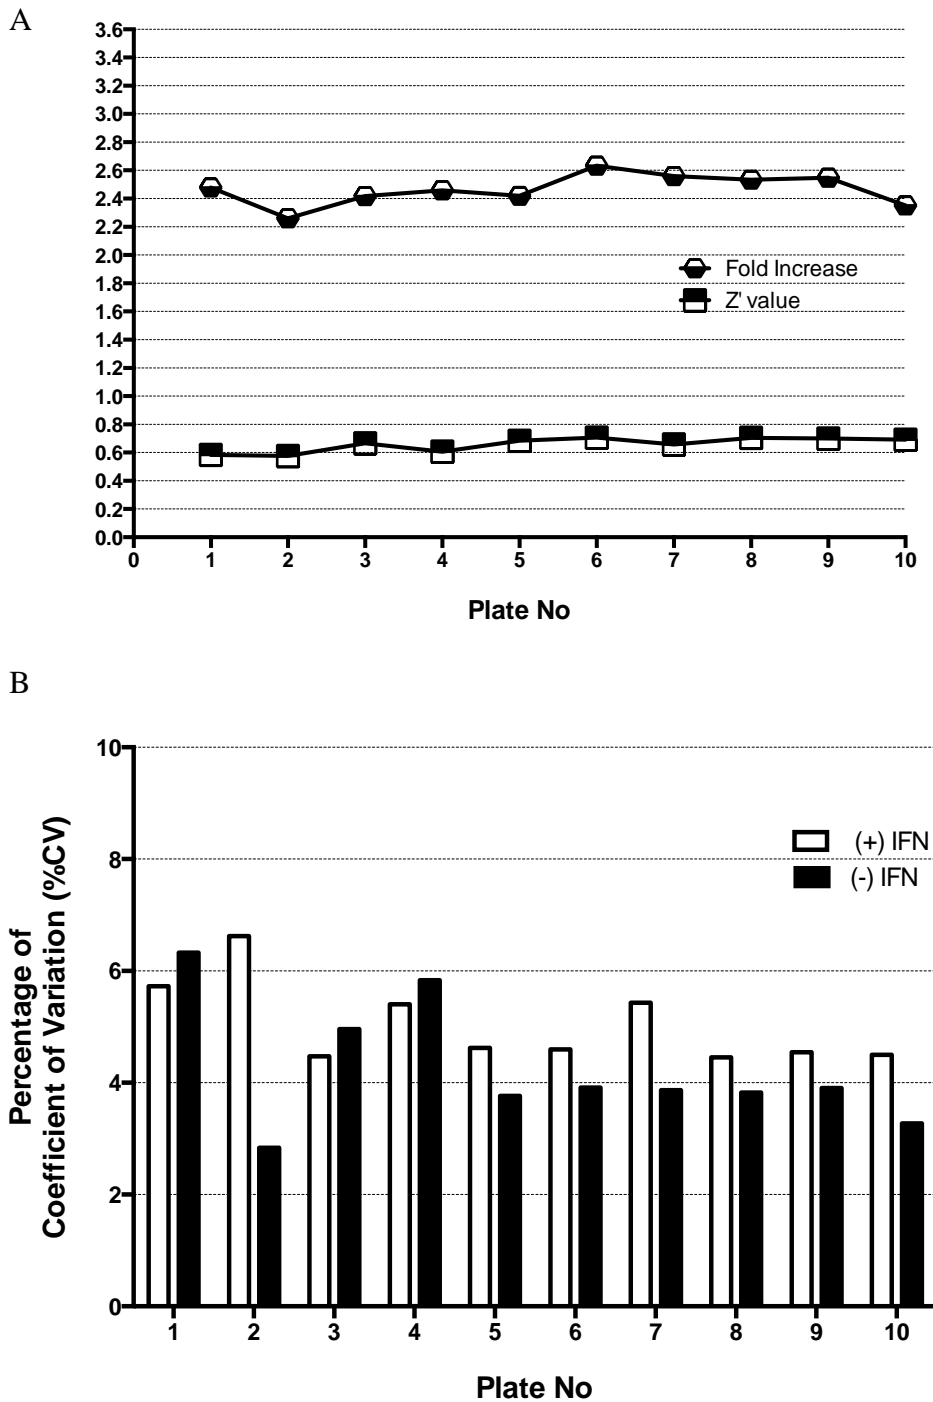 A
3.6
3.4
3.2
3.0
2.8
2.6
2.4
2.2
2.0
1.8
1.6
1.4
1.2
1.0
0.8
0.6
0.4
0.2
0.0
Fold Increase
Z' value
0 1 2 3 4 5 6 7 8 9 10
Plate No
B
Percentage of
Coefficient of Variation (%CV)
10
8
6
4
2
0
(+) IFN
(-) IFN
1 2 3 4 5 6 7 8 9 10
Plate No